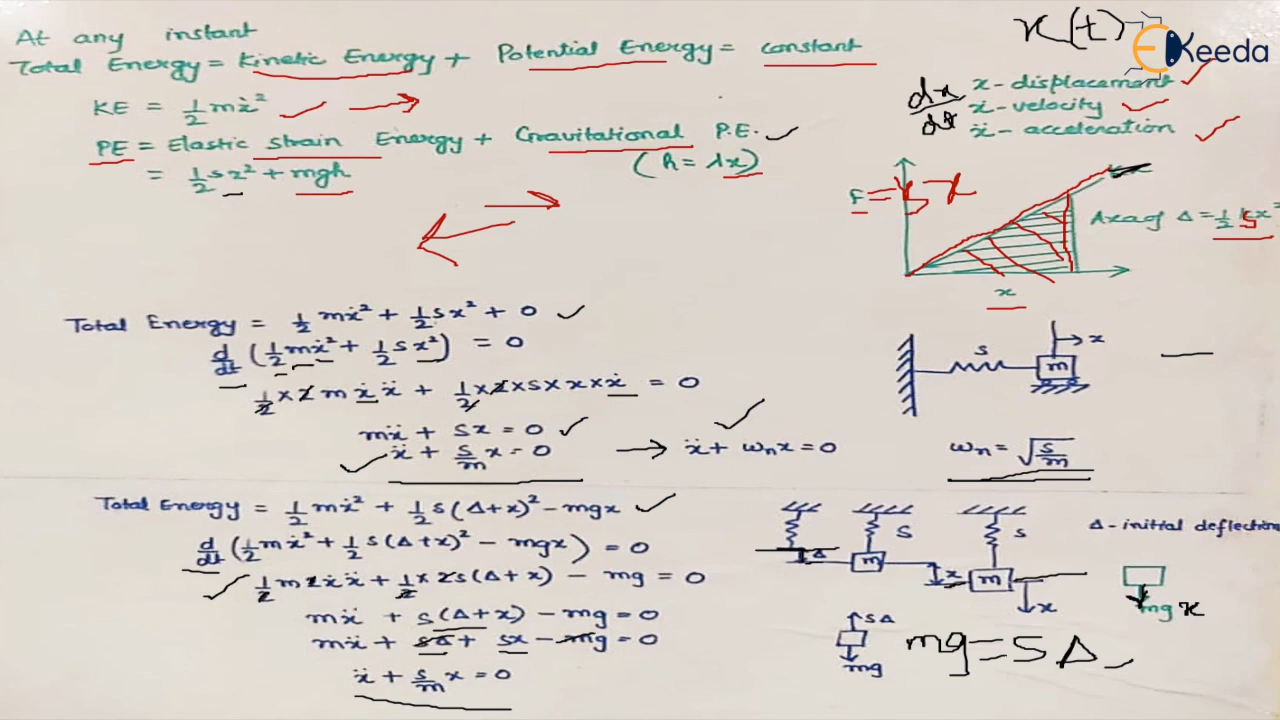 At any instant
Total Energy = Kinetic Energy + Potential Energy = constant
KE = 1/2 mẋ²
PE = Elastic Strain Energy + Gravitational P.E.
= 1/2 sx² + mgh
(h = Δx)
x(t)
EKeeda
dx/dt
x - displacement
ẋ - velocity
ẍ - acceleration
F = s x
x
Area of Δ = 1/2 sx²
Total Energy = 1/2 mẋ² + 1/2 sx² + 0
d/dt (1/2 mẋ² + 1/2 sx²) = 0
1/2 × 2 m ẋ ẍ + 1/2 × 2 × s × x × ẋ = 0
mẍ + sx = 0
ẍ + s/m x = 0 → ẍ + ωn x = 0
s
m
x
ωn = √s/m
Total Energy = 1/2 mẋ² + 1/2 s(Δ+x)² - mgx
d/dt (1/2 mẋ² + 1/2 s(Δ+x)² - mgx) = 0
1/2 m 2 ẋ ẍ + 1/2 × 2s(Δ+x) - mg = 0
mẍ + s(Δ+x) - mg = 0
mẍ + sΔ + sx - mg = 0
ẍ + s/m x = 0
Δ
s
m
x
s
m
x
Δ - initial deflection
mg x
sΔ
mg
mg = sΔ